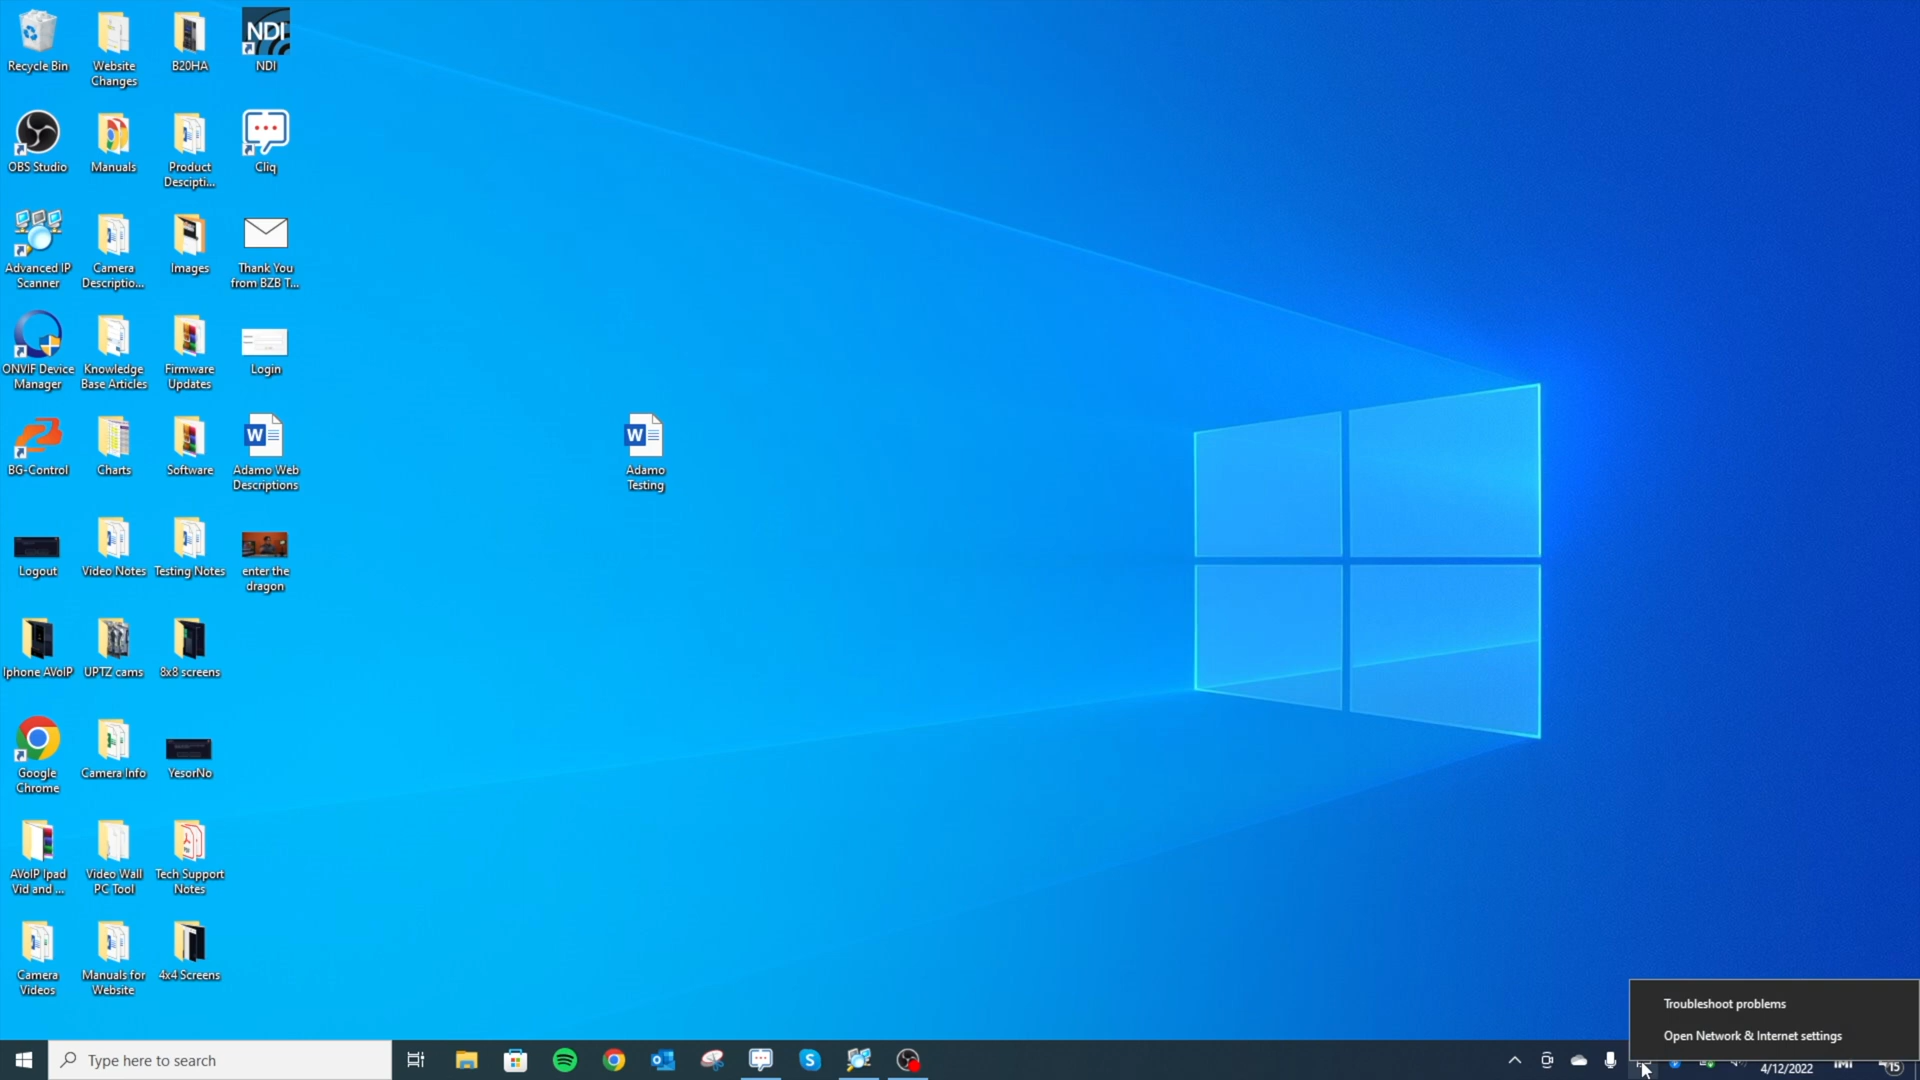 Recycle Bin
Website
Changes
B20HA
NDI
NDI
OBS Studio
Manuals
Product
Descipti...
Cliq
Advanced IP
Scanner
Camera
Descriptio...
Images
Thank You
from BZB T...
ONVIF Device
Manager
Knowledge
Base Articles
Firmware
Updates
Login
BG-Control
Charts
Software
W
Adamo Web
Descriptions
W
Adamo
Testing
Logout
Video Notes
Testing Notes
enter the
dragon
Iphone AVoIP
UPTZ cams
8x8 screens
Google
Chrome
Camera Info
YesorNo
AVoIP Ipad
Vid and ...
Video Wall
PC Tool
Tech Support
Notes
Camera
Videos
Manuals for
Website
4x4 Screens
Troubleshoot problems
Open Network & Internet settings
Type here to search
4/12/2022
15